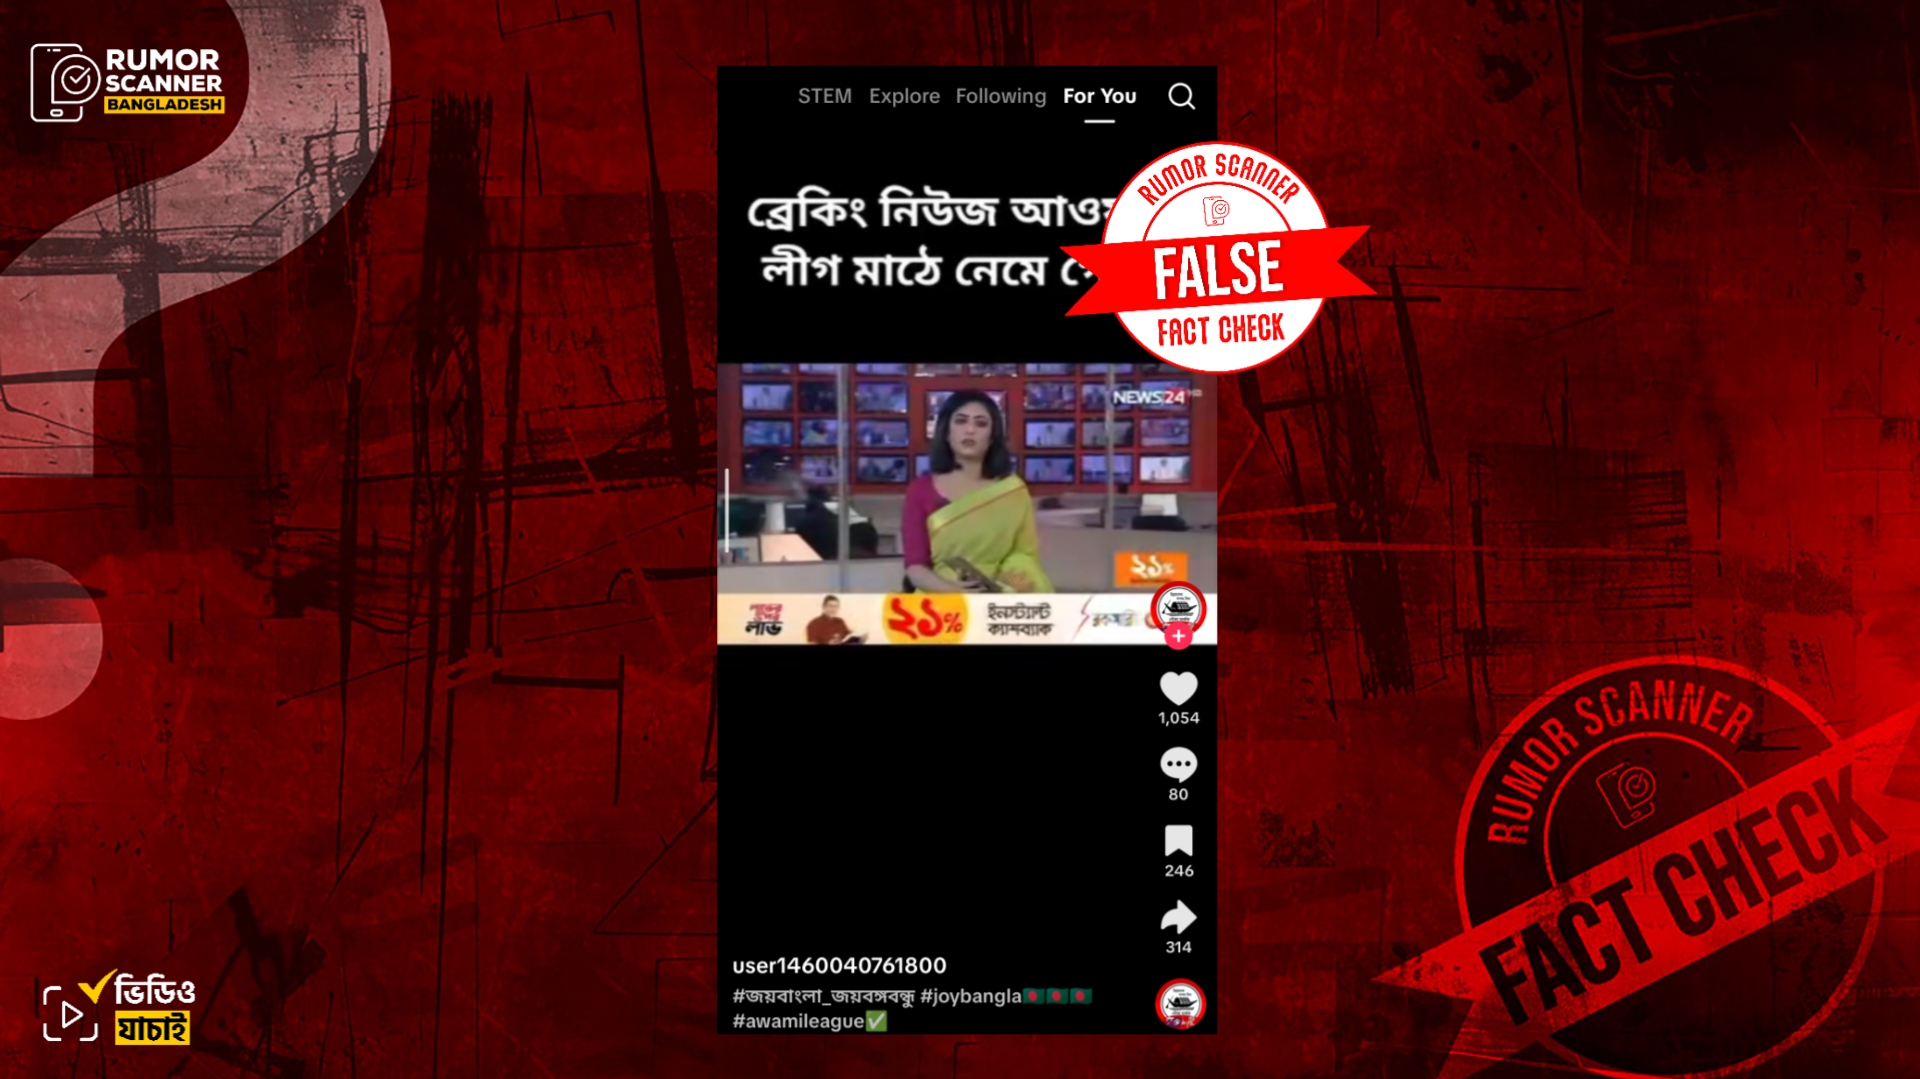 RUMOR
SCANNER
BANGLADESH
STEM Explore Following For You
ব্রেকিং নিউজ
লীগ মাঠে নেমে
RUMOR SCANNER
FALSE
FACT CHECK
NEWS24
২১%
লাভ
২১%
ইনস্ট্যান্ট
ক্যাশব্যাক
1,054
80
246
314
user1460040761800
#জয়বাংলা_জয়বঙ্গবন্ধু #joybangla🇧🇩🇧🇩🇧🇩
#awamileague✅
ভিডিও
যাচাই
RUMOR SCANNER
FACT CHECK